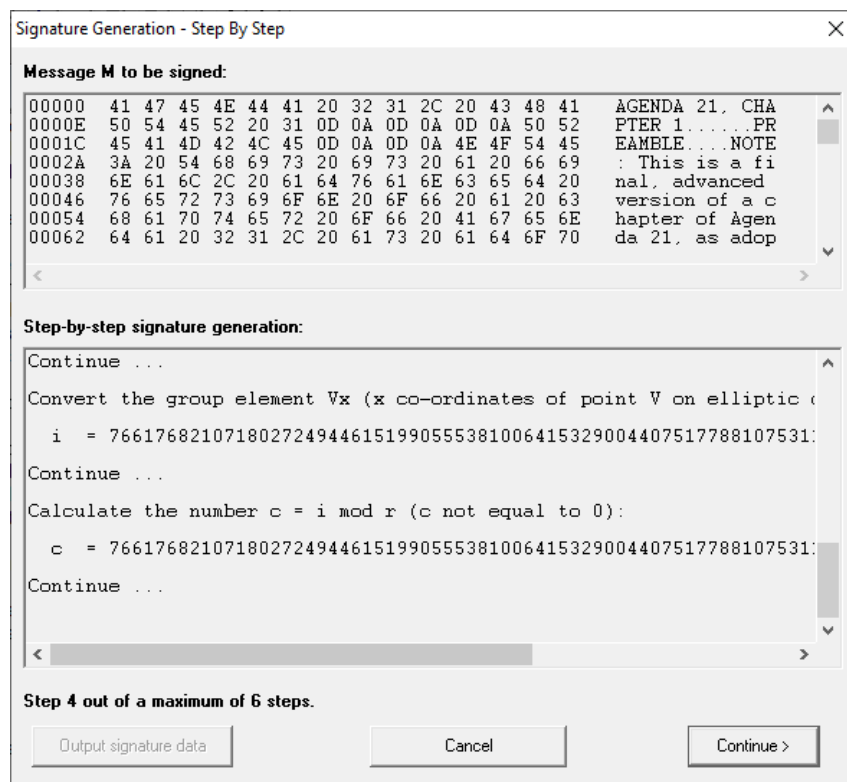 Signature Generation - Step By Step
Message M to be signed:
00000 41 47 45 4E 44 41 20 32 31 2C 20 43 48 41 AGENDA 21, CHA
0000E 50 54 45 52 20 31 0D 0A 0D 0A 0D 0A 50 52 PTER 1......PR
0001C 45 41 4D 42 4C 45 0D 0A 0D 0A 4E 4F 54 45 EAMBLE....NOTE
0002A 3A 20 54 68 69 73 20 69 73 20 61 20 66 69 : This is a fi
00038 6E 61 6C 2C 20 61 64 76 61 6E 63 65 64 20 nal, advanced
00046 76 65 72 73 69 6F 6E 20 6F 66 20 61 20 63 version of a c
00054 68 61 70 74 65 72 20 6F 66 20 41 67 65 6E hapter of Agen
00062 64 61 20 32 31 2C 20 61 73 20 61 64 6F 70 da 21, as adop
Step-by-step signature generation:
Continue ...
Convert the group element Vx (x co-ordinates of point V on elliptic
i = 76617682107180272494461519905553810064153290044075177881075311
Continue ...
Calculate the number c = i mod r (c not equal to 0):
c = 76617682107180272494461519905553810064153290044075177881075311
Continue ...
Step 4 out of a maximum of 6 steps.
Output signature data
Cancel
Continue >